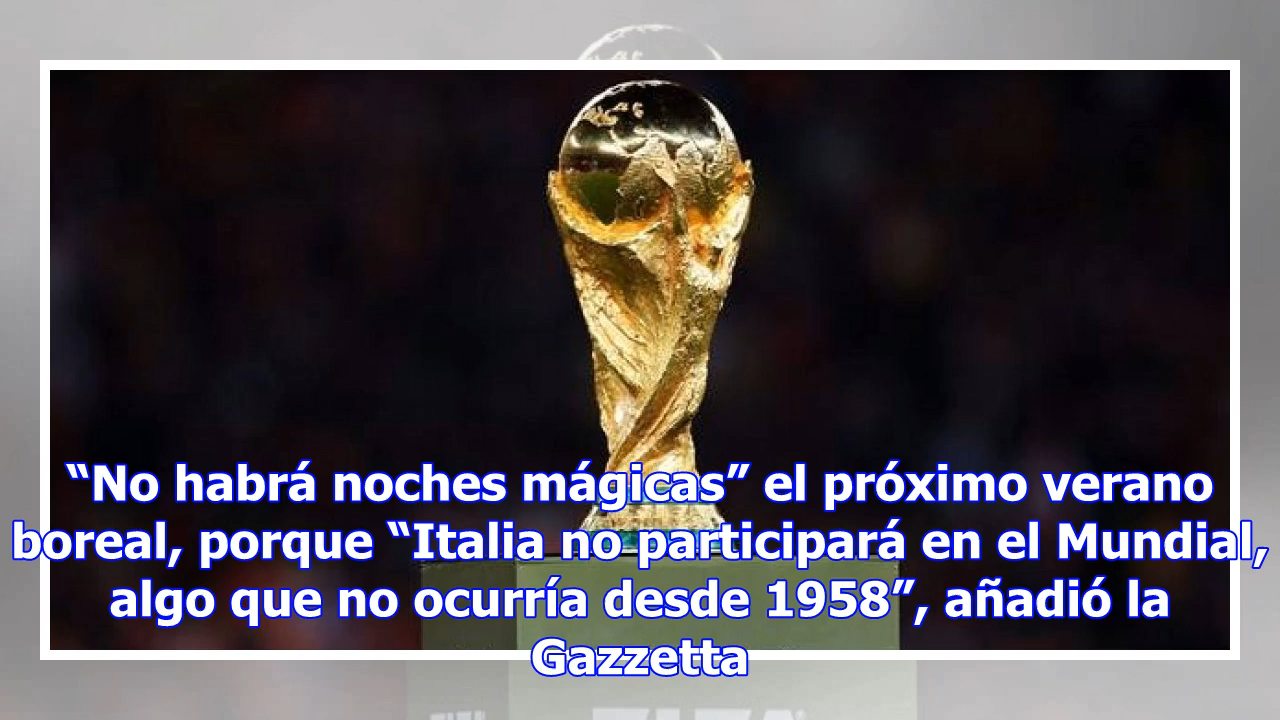 “No habrá noches mágicas” el próximo verano
boreal, porque “Italia no participará en el Mundial,
algo que no ocurría desde 1958”, añadió la
Gazzetta